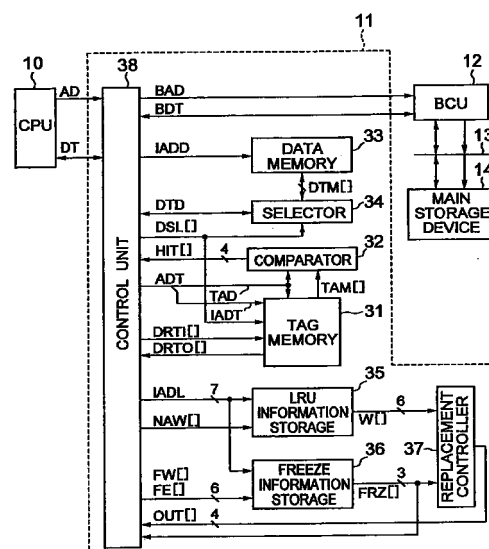 11
10
38
12
CPU
AD
DT
CONTROL UNIT
BAD
BDT
BCU
33
13
IADD
DATA MEMORY
14
DTM[]
34
MAIN STORAGE DEVICE
DTD
SELECTOR
DSL[]
32
HIT[]
4
COMPARATOR
ADT
TAD
TAM[]
IADT
31
TAG MEMORY
DRTI[]
DRTO[]
35
IADL
7
LRU INFORMATION STORAGE
6
W[]
NAW[]
37
REPLACEMENT CONTROLLER
36
FW[]
FREEZE INFORMATION STORAGE
3
FE[]
6
FRZ[]
OUT[]
4